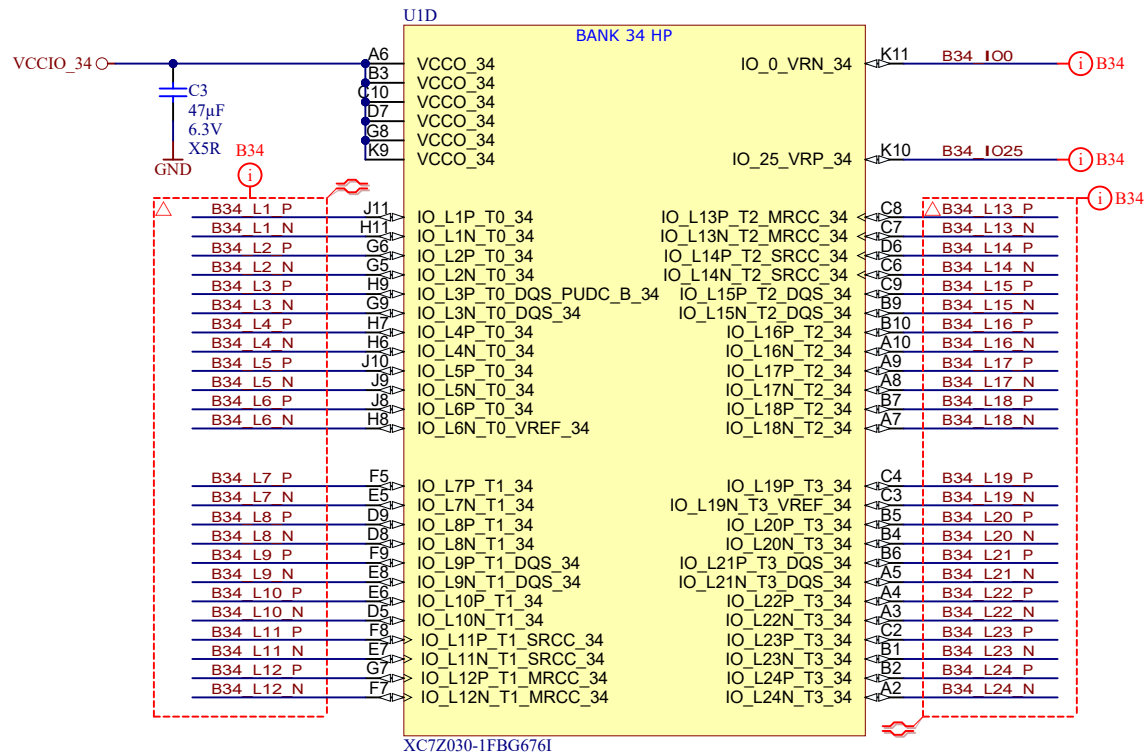 U1D
BANK 34 HP
VCCIO_34 A6 VCCO_34 IO_0_VRN_34 K11 B34_IO0 i B34
B3 VCCO_34
C10 VCCO_34
C3 D7 VCCO_34
47µF G8 VCCO_34
6.3V
X5R K9 VCCO_34 IO_25_VRP_34 K10 B34_IO25 i B34
GND
B34
i
i B34
B34_L1_P J11 IO_L1P_T0_34 IO_L13P_T2_MRCC_34 C8 B34_L13_P
B34_L1_N H11 IO_L1N_T0_34 IO_L13N_T2_MRCC_34 C7 B34_L13_N
B34_L2_P G6 IO_L2P_T0_34 IO_L14P_T2_SRCC_34 D6 B34_L14_P
B34_L2_N G5 IO_L2N_T0_34 IO_L14N_T2_SRCC_34 C6 B34_L14_N
B34_L3_P H9 IO_L3P_T0_DQS_PUDC_B_34 IO_L15P_T2_DQS_34 C9 B34_L15_P
B34_L3_N G9 IO_L3N_T0_DQS_34 IO_L15N_T2_DQS_34 B9 B34_L15_N
B34_L4_P H7 IO_L4P_T0_34 IO_L16P_T2_34 B10 B34_L16_P
B34_L4_N H6 IO_L4N_T0_34 IO_L16N_T2_34 A10 B34_L16_N
B34_L5_P J10 IO_L5P_T0_34 IO_L17P_T2_34 A9 B34_L17_P
B34_L5_N J9 IO_L5N_T0_34 IO_L17N_T2_34 A8 B34_L17_N
B34_L6_P J8 IO_L6P_T0_34 IO_L18P_T2_34 B7 B34_L18_P
B34_L6_N H8 IO_L6N_T0_VREF_34 IO_L18N_T2_34 A7 B34_L18_N
B34_L7_P F5 IO_L7P_T1_34 IO_L19P_T3_34 C4 B34_L19_P
B34_L7_N E5 IO_L7N_T1_34 IO_L19N_T3_VREF_34 C3 B34_L19_N
B34_L8_P D9 IO_L8P_T1_34 IO_L20P_T3_34 B5 B34_L20_P
B34_L8_N D8 IO_L8N_T1_34 IO_L20N_T3_34 B4 B34_L20_N
B34_L9_P F9 IO_L9P_T1_DQS_34 IO_L21P_T3_DQS_34 B6 B34_L21_P
B34_L9_N E8 IO_L9N_T1_DQS_34 IO_L21N_T3_DQS_34 A5 B34_L21_N
B34_L10_P E6 IO_L10P_T1_34 IO_L22P_T3_34 A4 B34_L22_P
B34_L10_N D5 IO_L10N_T1_34 IO_L22N_T3_34 A3 B34_L22_N
B34_L11_P F8 IO_L11P_T1_SRCC_34 IO_L23P_T3_34 C2 B34_L23_P
B34_L11_N E7 IO_L11N_T1_SRCC_34 IO_L23N_T3_34 B1 B34_L23_N
B34_L12_P G7 IO_L12P_T1_MRCC_34 IO_L24P_T3_34 B2 B34_L24_P
B34_L12_N F7 IO_L12N_T1_MRCC_34 IO_L24N_T3_34 A2 B34_L24_N
XC7Z030-1FBG676I